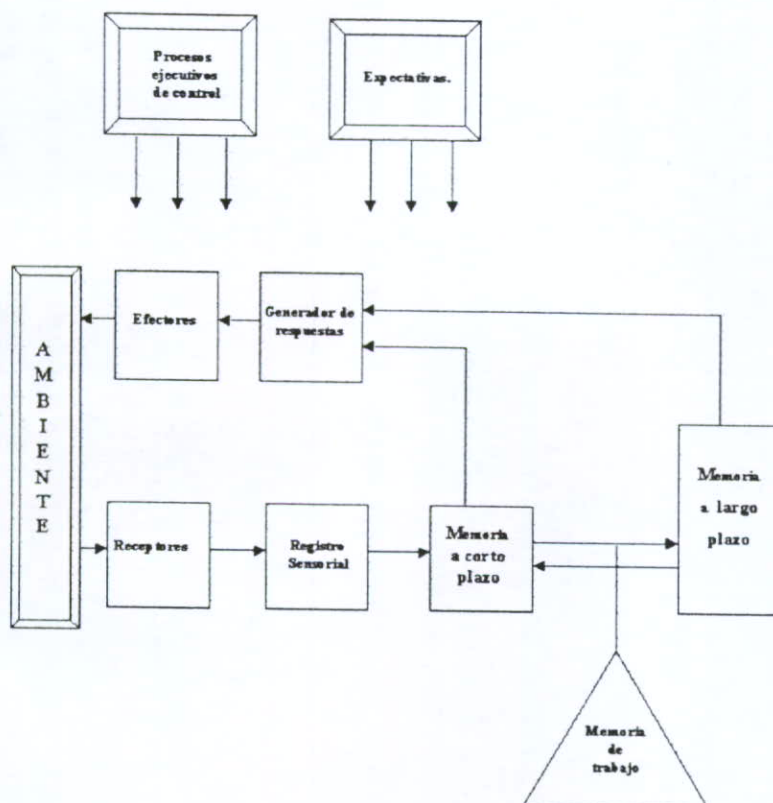 Procesos
ejecutivos
de control
Expectativas.
Efectores
Generador de
respuestas
AMBIENTE
Receptores
Registro
Sensorial
Memoria
a corto
plazo
Memoria
a largo
plazo
Memoria
de
trabajo